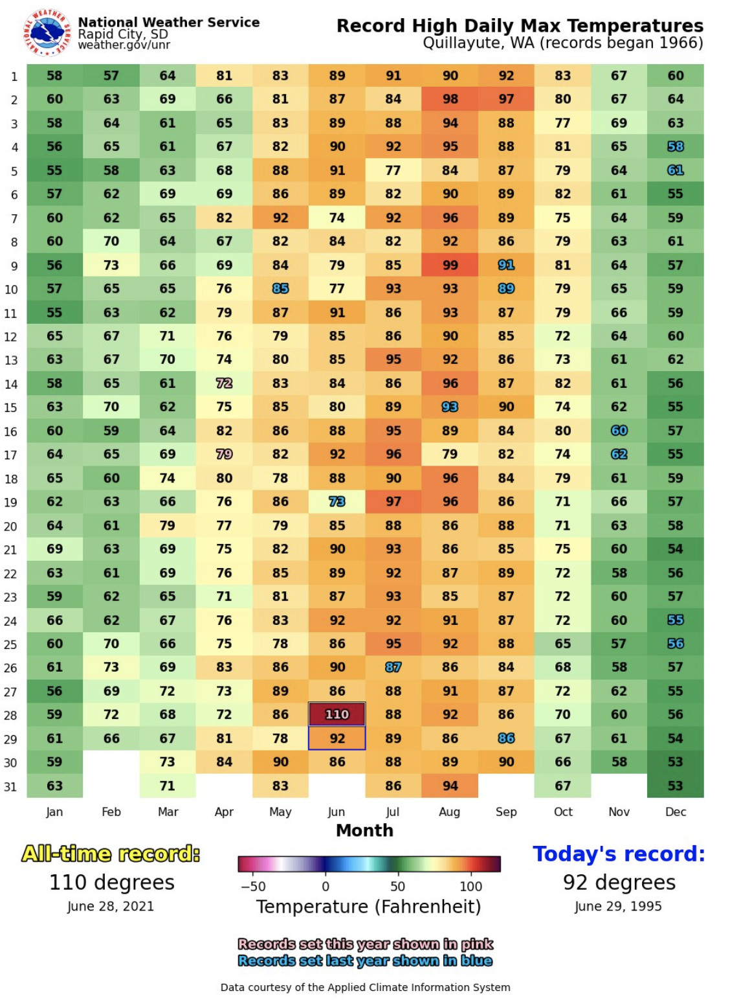 National Weather Service
Rapid City, SD
weather.gov/unr
NATIONAL WEATHER SERVICE
Record High Daily Max Temperatures
Quillayute, WA (records began 1966)
1 58 57 64 81 83 89 91 90 92 83 67 60
2 60 63 69 66 81 87 84 98 97 80 67 64
3 58 64 61 65 83 89 88 94 88 77 69 63
4 56 65 61 67 82 90 92 95 88 81 65 58
5 55 58 63 68 88 91 77 84 87 79 64 61
6 57 62 69 69 86 89 82 90 89 82 61 55
7 60 62 65 82 92 74 92 96 89 75 64 59
8 60 70 64 67 82 84 82 92 86 79 63 61
9 56 73 66 69 84 79 85 99 91 81 64 57
10 57 65 65 76 85 77 93 93 89 79 65 59
11 55 63 62 79 87 91 86 93 87 79 66 59
12 65 67 71 76 79 85 86 90 85 72 64 60
13 63 67 70 74 80 85 95 92 86 73 61 62
14 58 65 61 72 83 84 86 96 87 82 61 56
15 63 70 62 75 85 80 89 93 90 74 62 55
16 60 59 64 82 86 88 95 89 84 80 60 57
17 64 65 69 79 82 92 96 79 82 74 62 55
18 65 60 74 80 78 88 90 96 84 79 61 59
19 62 63 66 76 86 73 97 96 86 71 66 57
20 64 61 79 77 79 85 88 86 88 71 63 58
21 69 63 69 75 82 90 93 86 85 75 60 54
22 63 61 69 76 85 89 92 87 89 72 58 56
23 59 62 65 71 81 87 93 85 87 72 60 57
24 66 62 67 76 83 92 92 91 87 72 60 55
25 60 70 66 75 78 86 95 92 88 65 57 56
26 61 73 69 83 86 90 87 86 84 68 58 57
27 56 69 72 73 89 86 88 91 87 72 62 55
28 59 72 68 72 86 110 88 92 86 70 60 56
29 61 66 67 81 78 92 89 86 86 67 61 54
30 59 73 84 90 86 88 89 90 66 58 53
31 63 71 83 86 94 67 53
Jan Feb Mar Apr May Jun Jul Aug Sep Oct Nov Dec
Month
All-time record:
110 degrees
June 28, 2021
−50 0 50 100
Temperature (Fahrenheit)
Today's record:
92 degrees
June 29, 1995
Records set this year shown in pink
Records set last year shown in blue
Data courtesy of the Applied Climate Information System